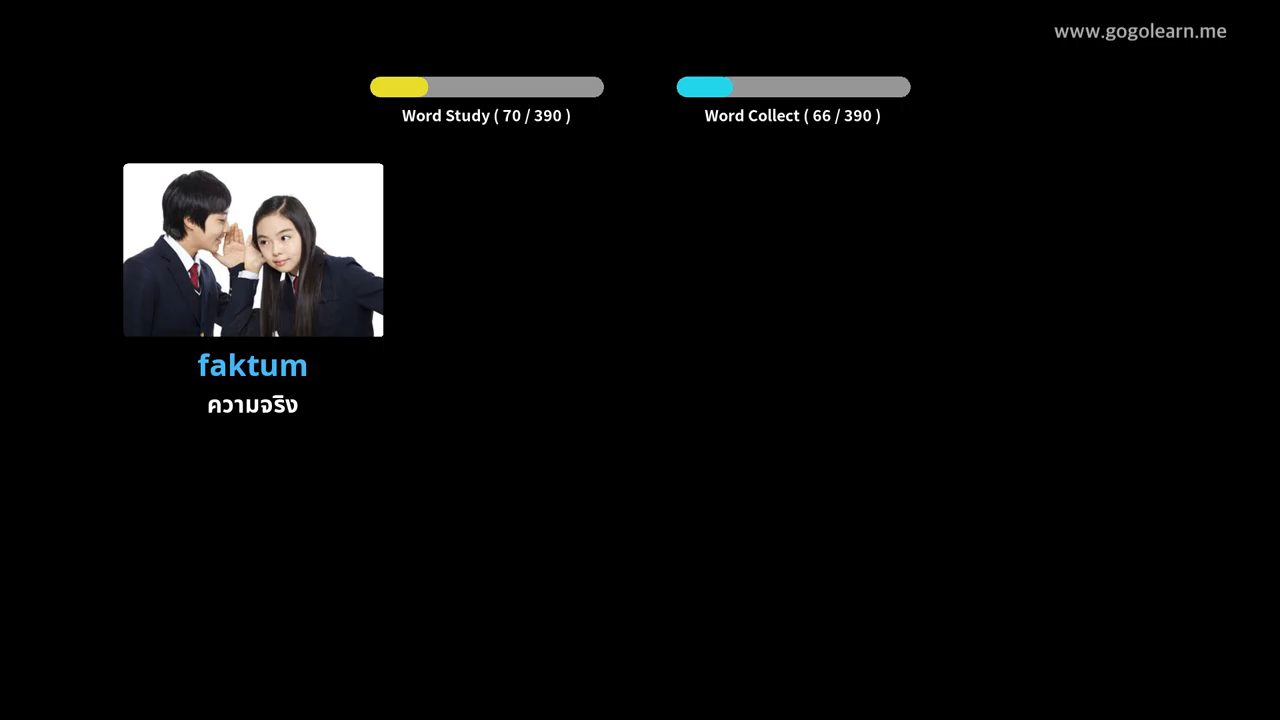 www.gogolearn.me
Word Study ( 70 / 390 )
Word Collect ( 66 / 390 )
faktum
ความจริง